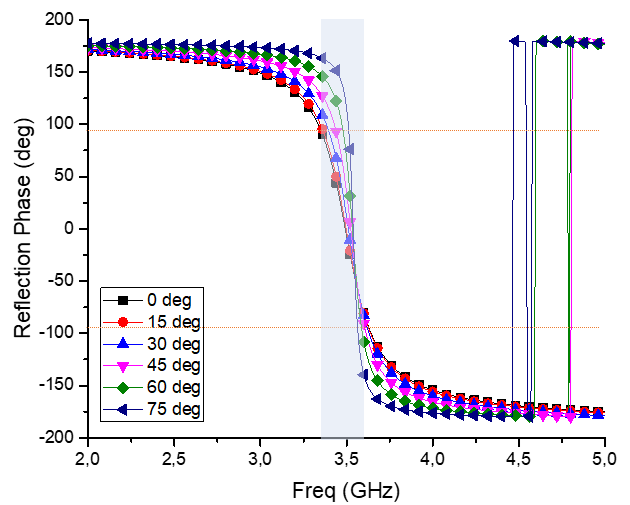 200
150
100
50
0
-50
-100
-150
-200
Reflection Phase (deg)
0 deg
15 deg
30 deg
45 deg
60 deg
75 deg
2,0
2,5
3,0
3,5
4,0
4,5
5,0
Freq (GHz)